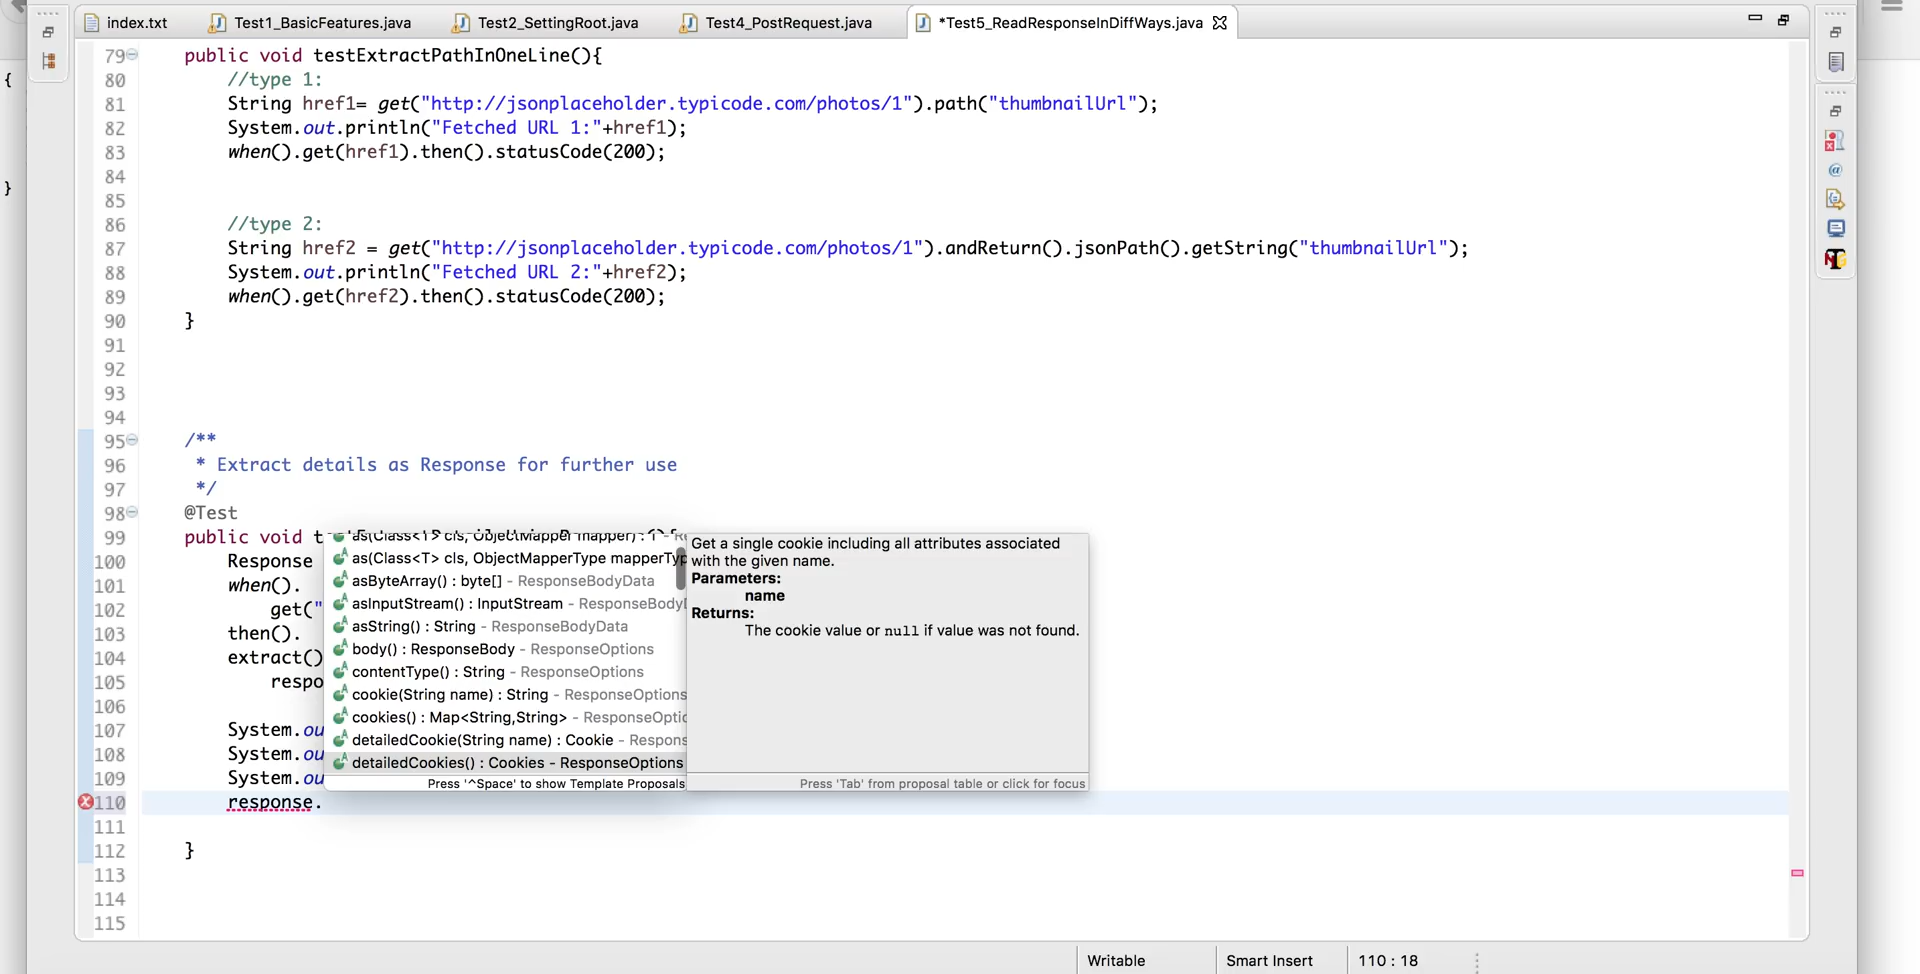 index.txt
Test1_BasicFeatures.java
Test2_SettingRoot.java
Test4_PostRequest.java
*Test5_ReadResponseInDiffWays.java
{
}
79 public void testExtractPathInOneLine(){
80 //type 1:
81 String href1= get("http://jsonplaceholder.typicode.com/photos/1").path("thumbnailUrl");
82 System.out.println("Fetched URL 1:"+href1);
83 when().get(href1).then().statusCode(200);
84
85
86 //type 2:
87 String href2 = get("http://jsonplaceholder.typicode.com/photos/1").andReturn().jsonPath().getString("thumbnailUrl");
88 System.out.println("Fetched URL 2:"+href2);
89 when().get(href2).then().statusCode(200);
90 }
91
92
93
94
95 /**
96 * Extract details as Response for further use
97 */
98 @Test
99 public void t
100 Response
101 when().
102 get("
103 then().
104 extract()
105 respo
106
107 System.ou
108 System.ou
109 System.ou
110 response.
111
112 }
113
114
115
as(Class<T> cls, ObjectMapper mapper) : T - Re
as(Class<T> cls, ObjectMapperType mapperTyp
asByteArray() : byte[] - ResponseBodyData
asInputStream() : InputStream - ResponseBodyD
asString() : String - ResponseBodyData
body() : ResponseBody - ResponseOptions
contentType() : String - ResponseOptions
cookie(String name) : String - ResponseOptions
cookies() : Map<String,String> - ResponseOptio
detailedCookie(String name) : Cookie - Respons
detailedCookies() : Cookies - ResponseOptions
Press '^Space' to show Template Proposals
Get a single cookie including all attributes associated
with the given name.
Parameters:
name
Returns:
The cookie value or null if value was not found.
Press 'Tab' from proposal table or click for focus
Writable
Smart Insert
110 : 18